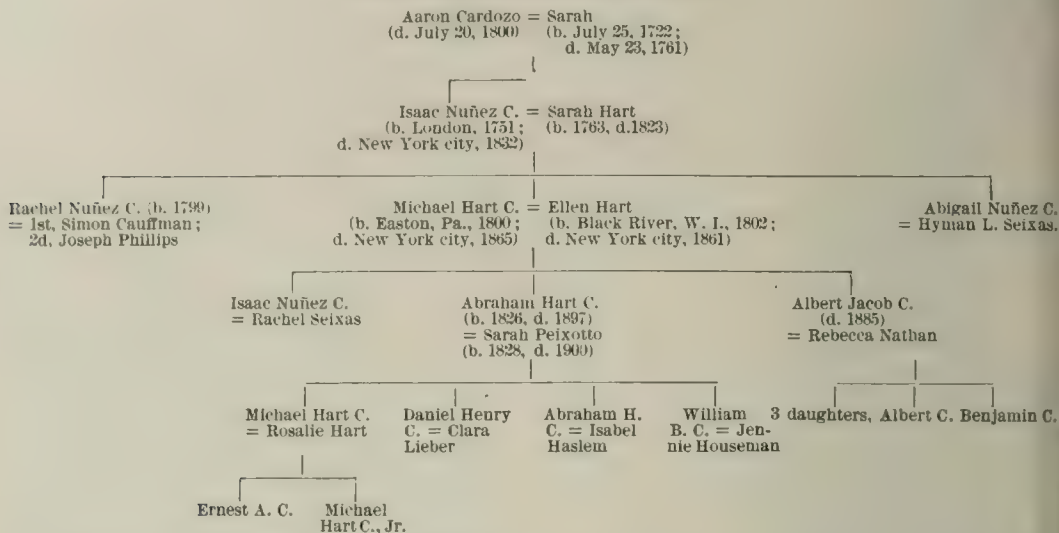 Aaron Cardozo = Sarah
(d. July 20, 1800) (b. July 25, 1722;
d. May 23, 1761)
Isaac Nuñez C. = Sarah Hart
(b. London, 1751; (b. 1763, d.1823)
d. New York city, 1832)
Rachel Nuñez C. (b. 1799)
= 1st, Simon Cauffman;
2d, Joseph Phillips
Michael Hart C. = Ellen Hart
(b. Easton, Pa., 1800; (b. Black River, W. I., 1802;
d. New York city, 1865) d. New York city, 1861)
Abigail Nuñez C.
= Hyman L. Seixas.
Isaac Nuñez C.
= Rachel Seixas
Abraham Hart C.
(b. 1826, d. 1897)
= Sarah Peixotto
(b. 1828, d. 1900)
Albert Jacob C.
(d. 1885)
= Rebecca Nathan
Michael Hart C.
= Rosalie Hart
Daniel Henry
C. = Clara
Lieber
Abraham H.
C. = Isabel
Haslem
William
B. C. = Jen-
nie Houseman
3 daughters, Albert C. Benjamin C.
Ernest A. C.
Michael
Hart C., Jr.